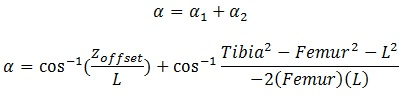 α = α₁ + α₂
α = cos⁻¹(Z_offset / L) + cos⁻¹ (Tibia² − Femur² − L²) / (−2(Femur)(L))